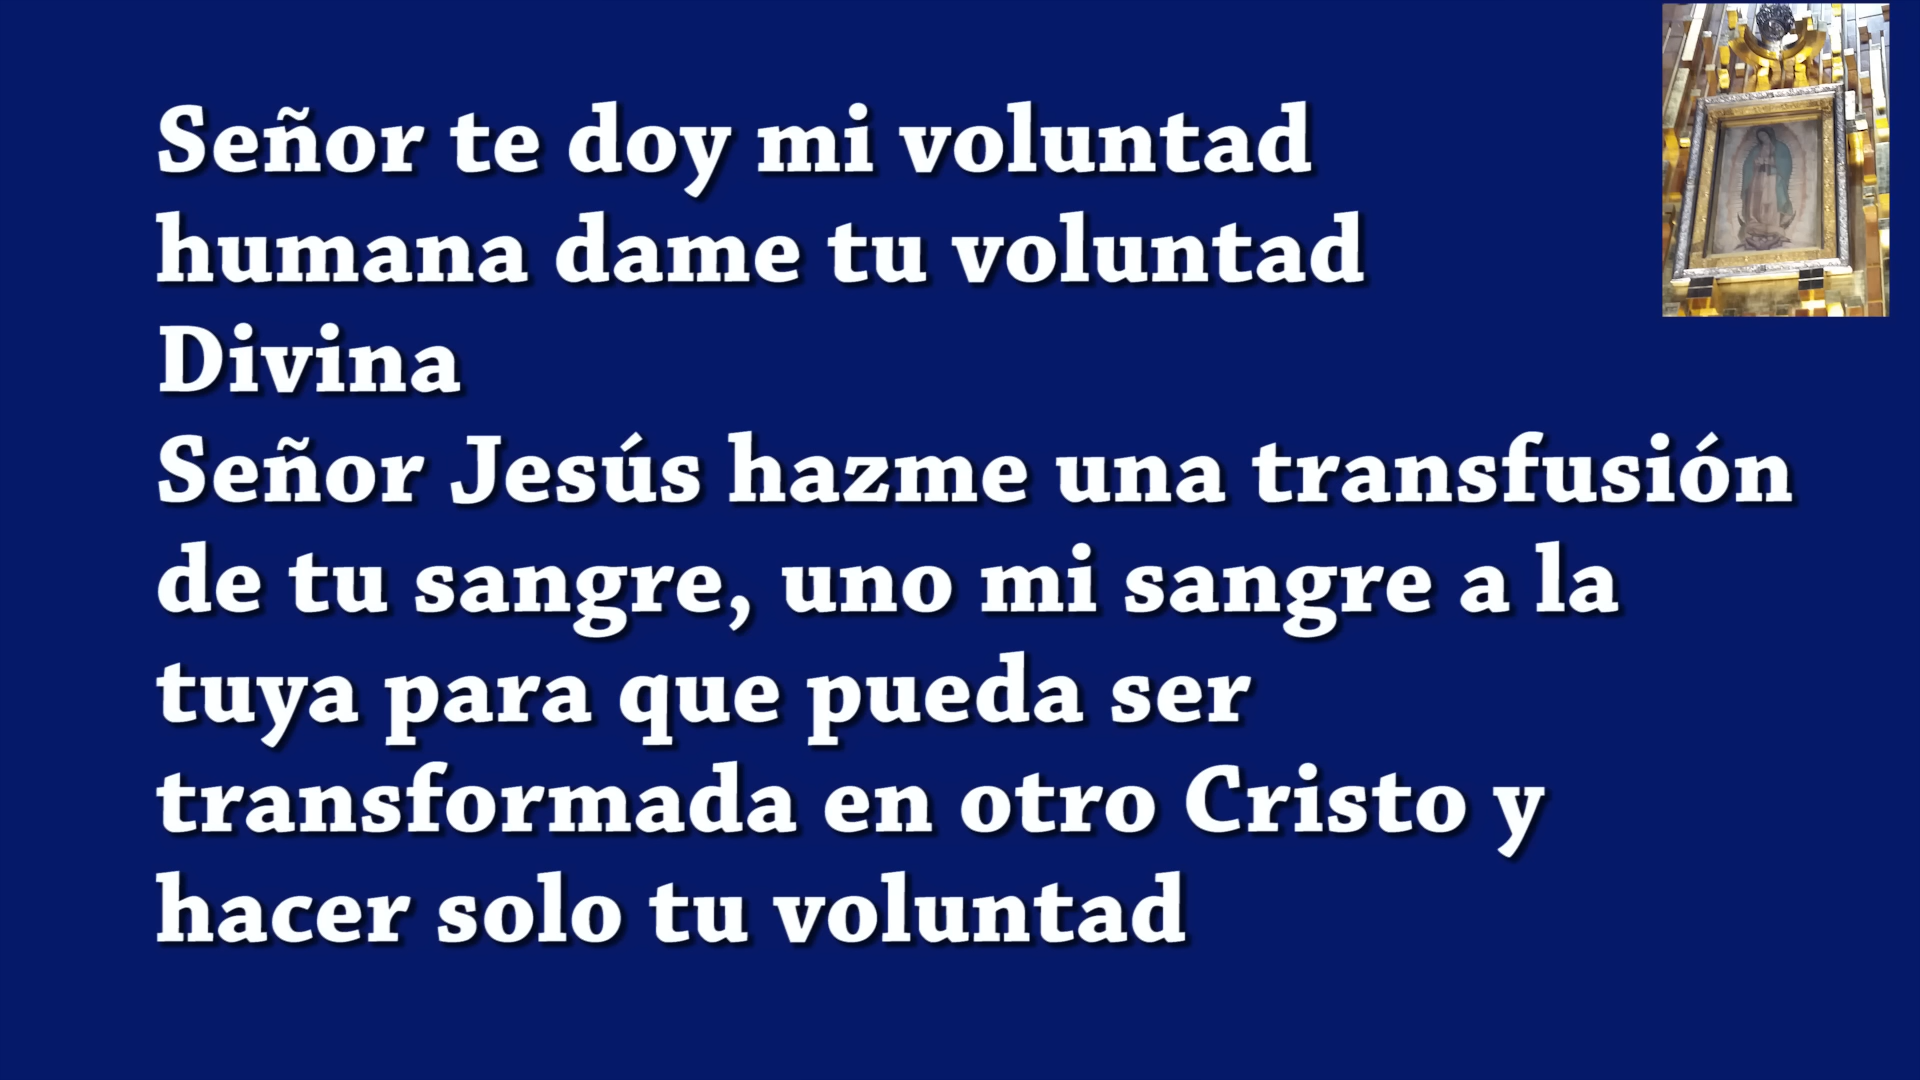 Señor te doy mi voluntad
humana dame tu voluntad
Divina
Señor Jesús hazme una transfusión
de tu sangre, uno mi sangre a la
tuya para que pueda ser
transformada en otro Cristo y
hacer solo tu voluntad